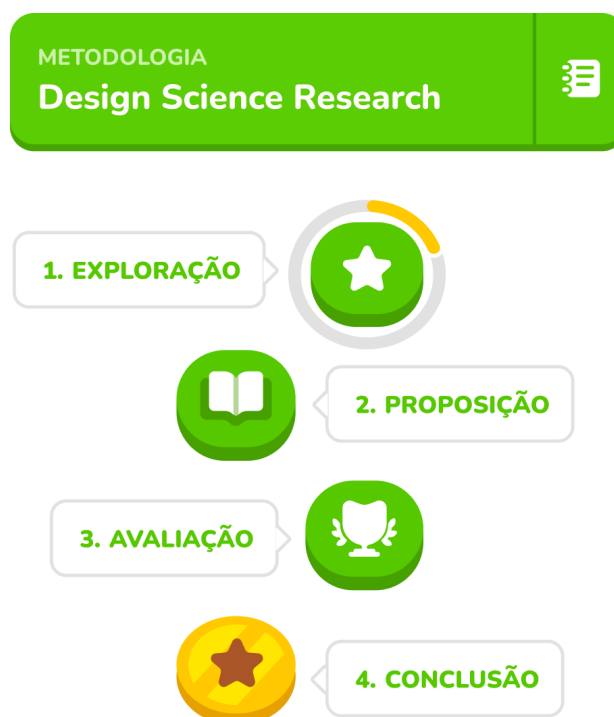 METODOLOGIA
Design Science Research
1. EXPLORAÇÃO
2. PROPOSIÇÃO
3. AVALIAÇÃO
4. CONCLUSÃO